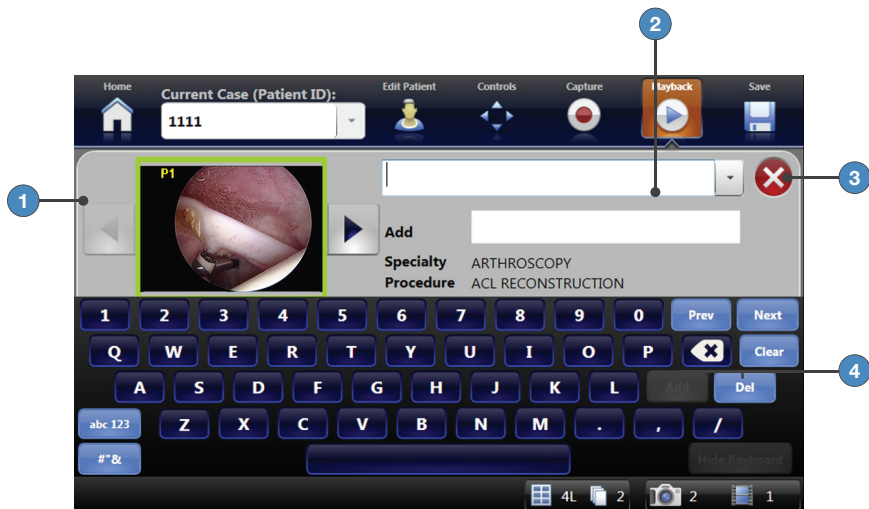 2
Home
Current Case (Patient ID):
Edit Patient
Controls
Capture
Playback
Save
1111
1
P1
3
Add
Specialty ARTHROSCOPY
Procedure ACL RECONSTRUCTION
1 2 3 4 5 6 7 8 9 0 Prev Next
Q W E R T Y U I O P Clear
4
A S D F G H J K L Add Del
abc 123 Z X C V B N M . , /
#"& Hide Keyboard
4L 2 2 1